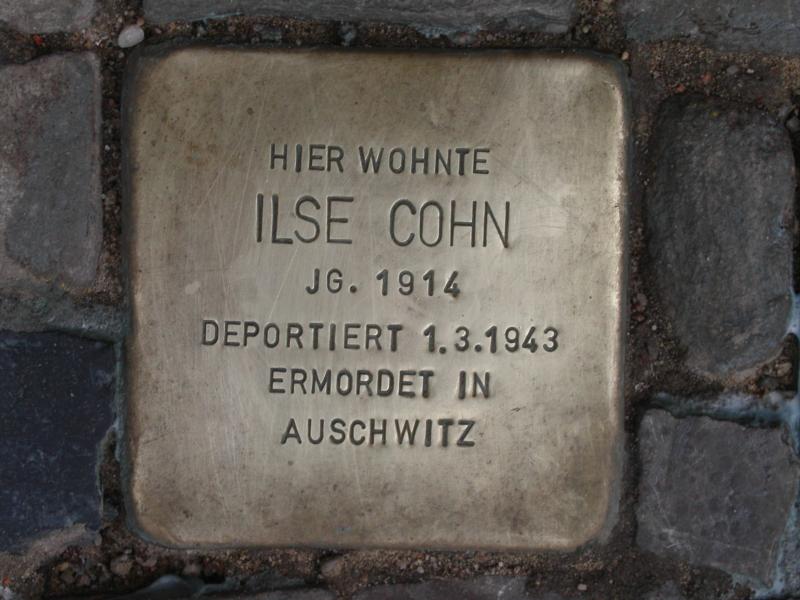 HIER WOHNTE
ILSE COHN
JG. 1914
DEPORTIERT 1.3.1943
ERMORDET IN
AUSCHWITZ